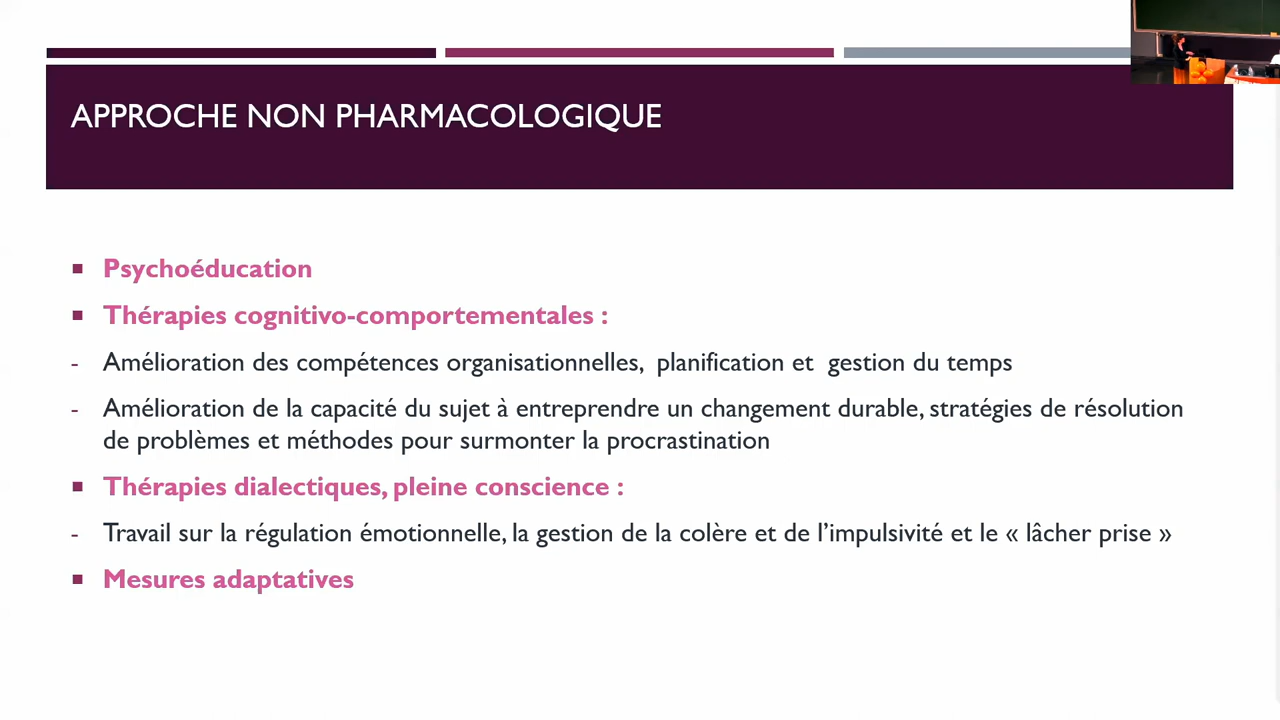 APPROCHE NON PHARMACOLOGIQUE
▪ Psychoéducation
▪ Thérapies cognitivo-comportementales :
- Amélioration des compétences organisationnelles, planification et gestion du temps
- Amélioration de la capacité du sujet à entreprendre un changement durable, stratégies de résolution
de problèmes et méthodes pour surmonter la procrastination
▪ Thérapies dialectiques, pleine conscience :
- Travail sur la régulation émotionnelle, la gestion de la colère et de l’impulsivité et le « lâcher prise »
▪ Mesures adaptatives